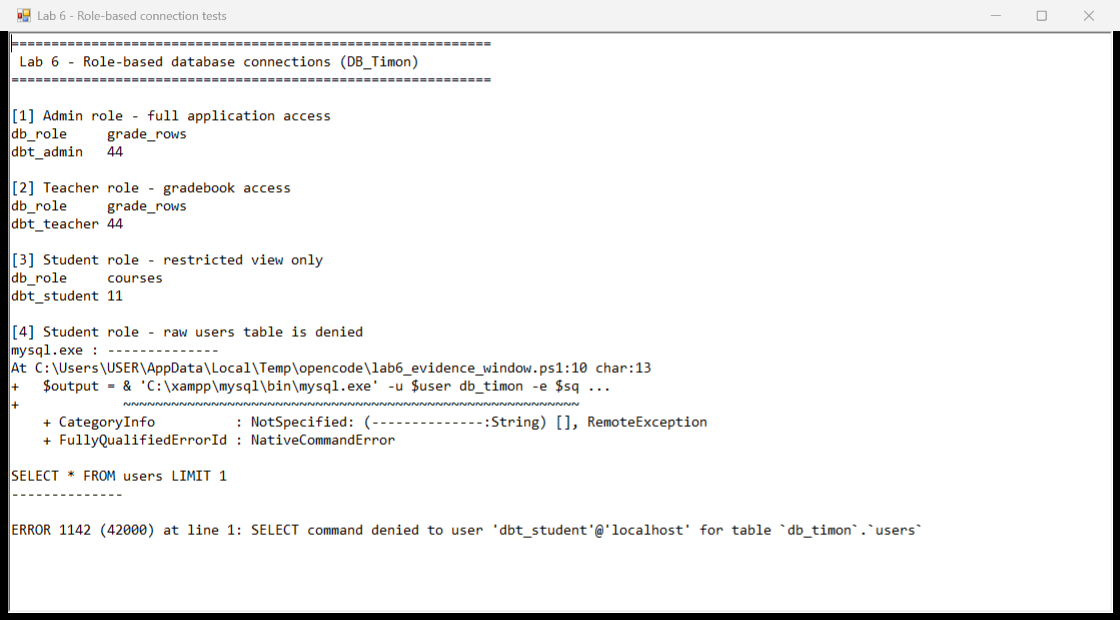 Lab 6 - Role-based connection tests
============================================================
Lab 6 - Role-based database connections (DB_Timon)
============================================================
[1] Admin role - full application access
db_role     grade_rows
dbt_admin   44
[2] Teacher role - gradebook access
db_role     grade_rows
dbt_teacher 44
[3] Student role - restricted view only
db_role     courses
dbt_student 11
[4] Student role - raw users table is denied
mysql.exe : --------------
At C:\Users\USER\AppData\Local\Temp\opencode\lab6_evidence_window.ps1:10 char:13
+   $output = & 'C:\xampp\mysql\bin\mysql.exe' -u $user db_timon -e $sq ...
+             ~~~~~~~~~~~~~~~~~~~~~~~~~~~~~~~~~~~~~~~~~~~~~~~~~~~~~~~~~
    + CategoryInfo          : NotSpecified: (--------------:String) [], RemoteException
    + FullyQualifiedErrorId : NativeCommandError
SELECT * FROM users LIMIT 1
--------------
ERROR 1142 (42000) at line 1: SELECT command denied to user 'dbt_student'@'localhost' for table `db_timon`.`users`